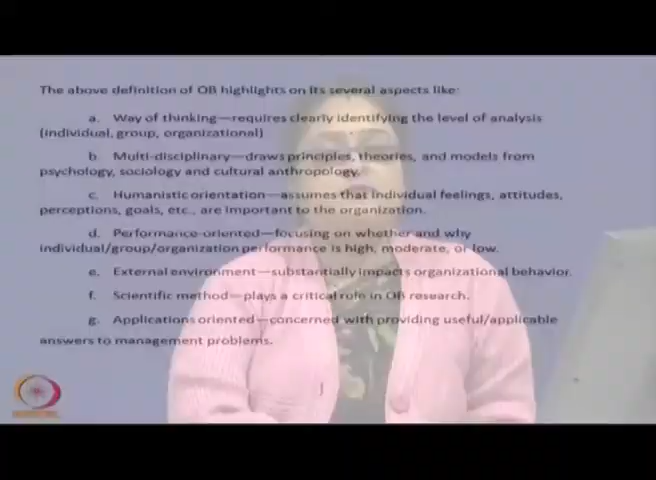 The above definition of OB highlights on its several aspects like:
a. Way of thinking—requires clearly identifying the level of analysis
(individual, group, organizational)
b. Multi-disciplinary—draws principles, theories, and models from
psychology, sociology and cultural anthropology.
c. Humanistic orientation—assumes that individual feelings, attitudes,
perceptions, goals, etc., are important to the organization.
d. Performance-oriented—focusing on whether and why
individual/group/organization performance is high, moderate, or low.
e. External environment—substantially impacts organizational behavior.
f. Scientific method—plays a critical role in OB research.
g. Applications oriented—concerned with providing useful/applicable
answers to management problems.